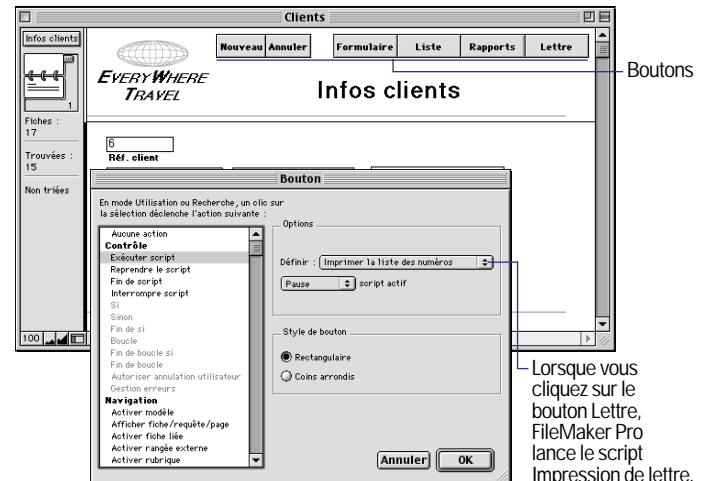 Clients
Infos clients
Nouveau Annuler Formulaire Liste Rapports Lettre
Boutons
EVERYWHERE
TRAVEL
Infos clients
1
Fiches :
17
Trouvées :
15
Non triées
6
Réf. client
Bouton
En mode Utilisation ou Recherche, un clic sur
la sélection déclenche l'action suivante :
Aucune action
Contrôle
Exécuter script
Reprendre le script
Fin de script
Interrompre script
Si
Sinon
Fin de si
Boucle
Fin de boucle si
Fin de boucle
Autoriser annulation utilisateur
Gestion erreurs
Navigation
Activer modèle
Afficher fiche/requête/page
Activer fiche liée
Activer rangée externe
Activer rubrique
Options
Définir : Imprimer la liste des numéros
Pause script actif
Style de bouton
Rectangulaire
Coins arrondis
Annuler OK
100
Lorsque vous
cliquez sur le
bouton Lettre,
FileMaker Pro
lance le script
Impression de lettre.